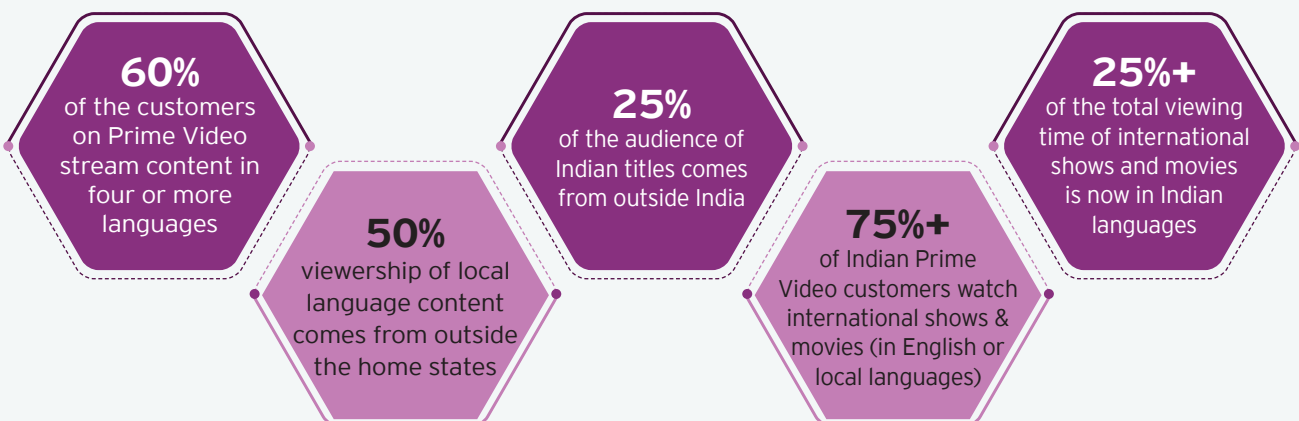 60%
of the customers
on Prime Video
stream content in
four or more
languages
50%
viewership of local
language content
comes from outside
the home states
25%
of the audience of
Indian titles comes
from outside India
75%+
of Indian Prime
Video customers watch
international shows &
movies (in English or
local languages)
25%+
of the total viewing
time of international
shows and movies
is now in Indian
languages